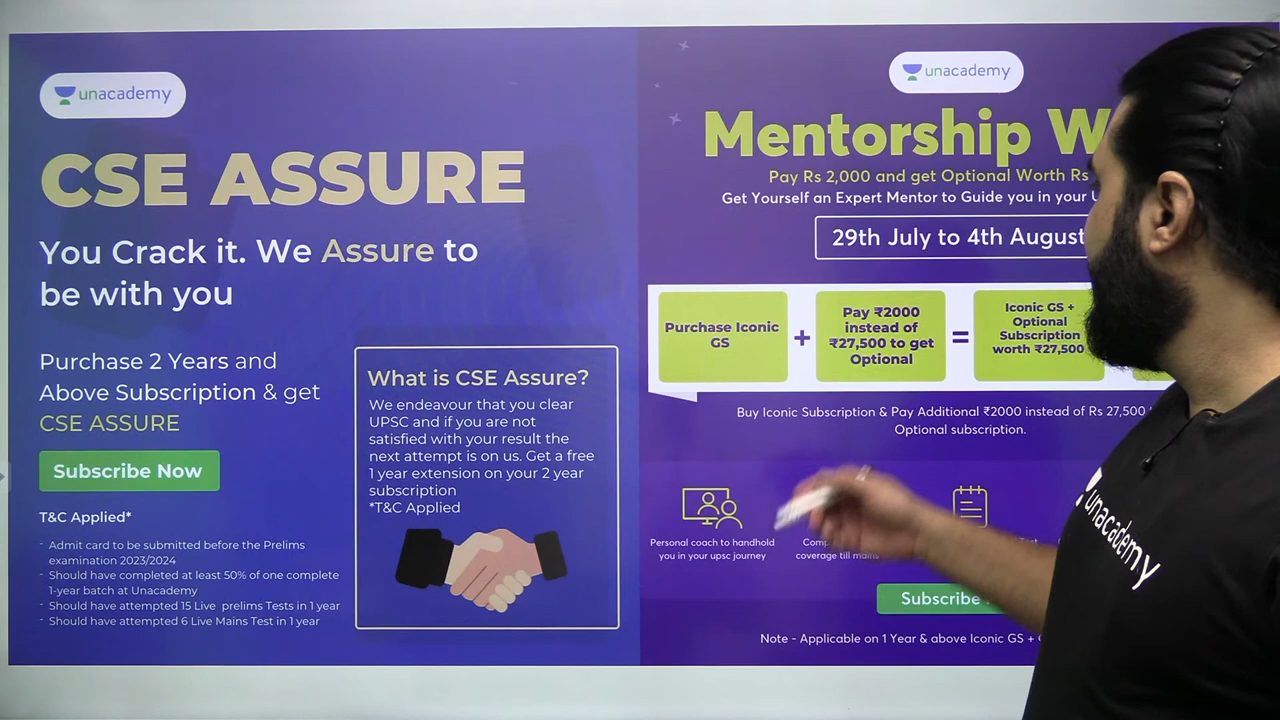 unacademy
CSE ASSURE
You Crack it. We Assure to
be with you
Purchase 2 Years and
Above Subscription & get
CSE ASSURE
Subscribe Now
T&C Applied*
- Admit card to be submitted before the Prelims
examination 2023/2024
- Should have completed at least 50% of one complete
1-year batch at Unacademy
- Should have attempted 15 Live prelims Tests in 1 year
- Should have attempted 6 Live Mains Test in 1 year
What is CSE Assure?
We endeavour that you clear
UPSC and if you are not
satisfied with your result the
next attempt is on us. Get a free
1 year extension on your 2 year
subscription
*T&C Applied
unacademy
Mentorship
Pay Rs 2,000 and get Optional Worth Rs
Get Yourself an Expert Mentor to Guide you in your
29th July to 4th August
Purchase Iconic
GS
+
Pay ₹2000
instead of
₹27,500 to get
Optional
=
Iconic GS +
Optional
Subscription
worth ₹27,500
Buy Iconic Subscription & Pay Additional ₹2000 instead of Rs 27,500
Optional subscription.
Personal coach to handhold
you in your upsc journey
coverage till mains
Subscribe
Note - Applicable on 1 Year & above Iconic GS +
unacademy